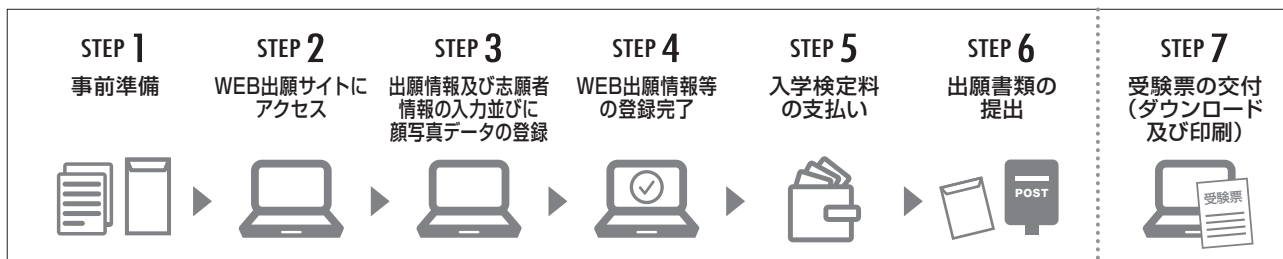 STEP 1
事前準備
STEP 2
WEB出願サイトに
アクセス
STEP 3
出願情報及び志願者
情報の入力並びに
顔写真データの登録
STEP 4
WEB出願情報等
の登録完了
STEP 5
入学検定料
の支払い
STEP 6
出願書類の
提出
POST
STEP 7
受験票の交付
(ダウンロード
及び印刷)
受験票